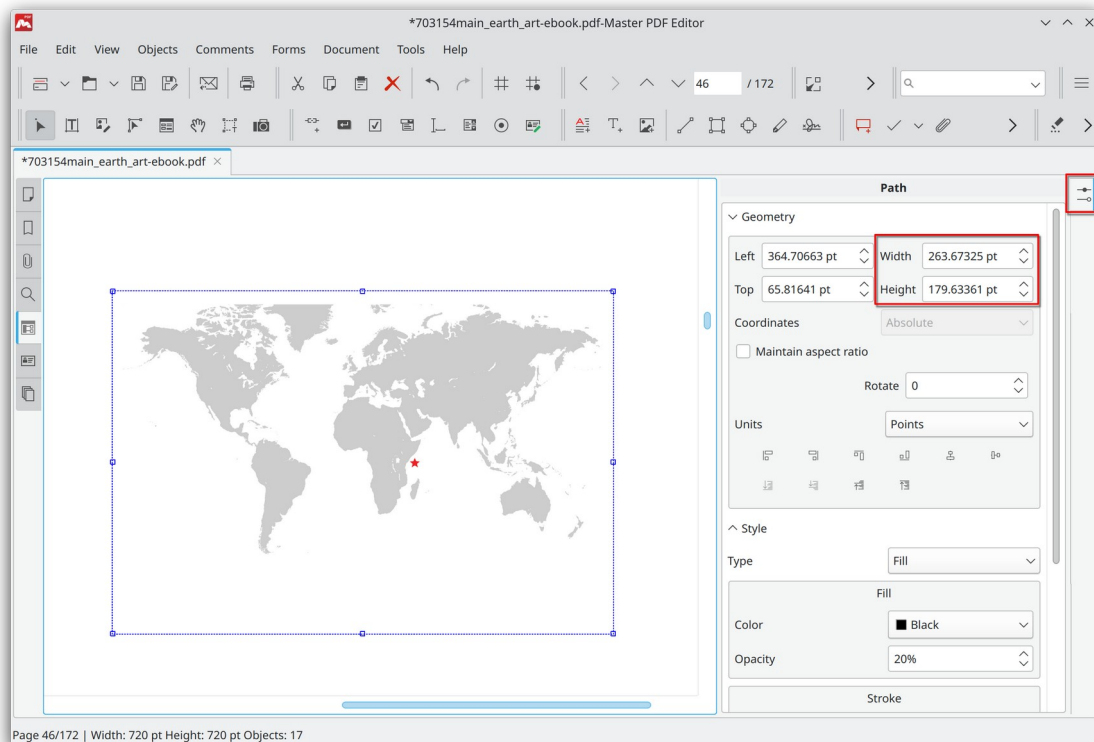 *703154main_earth_art-ebook.pdf-Master PDF Editor
File Edit View Objects Comments Forms Document Tools Help
46 / 172
*703154main_earth_art-ebook.pdf
Path
Geometry
Left 364.70663 pt Width 263.67325 pt
Top 65.81641 pt Height 179.63361 pt
Coordinates Absolute
Maintain aspect ratio
Rotate 0
Units Points
Style
Type Fill
Fill
Color Black
Opacity 20%
Stroke
Page 46/172 | Width: 720 pt Height: 720 pt Objects: 17